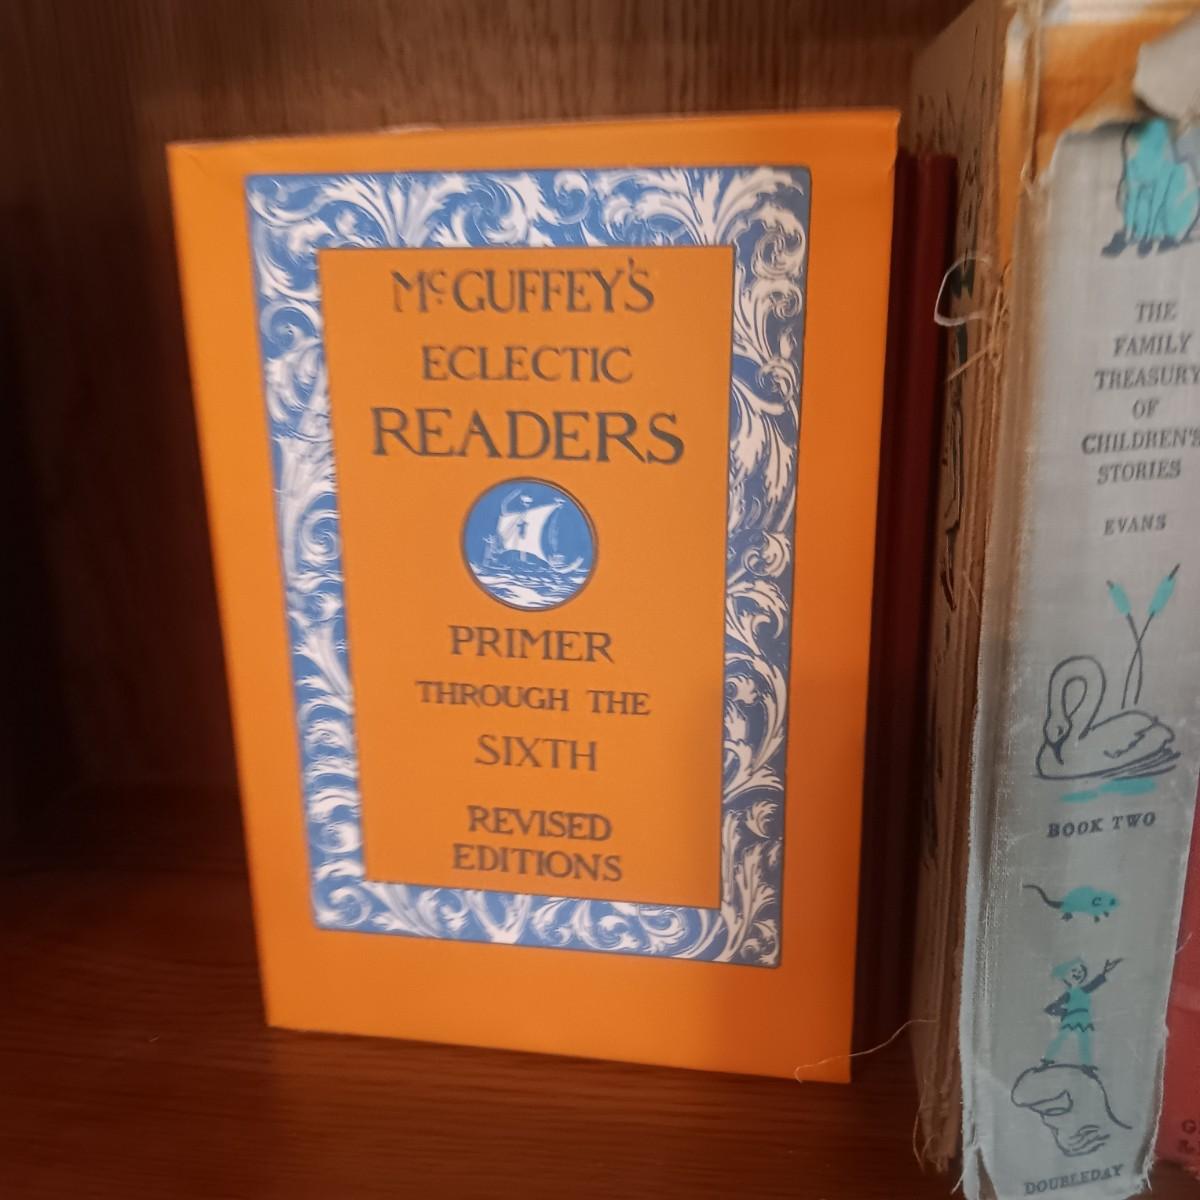 McGUFFEY'S
ECLECTIC
READERS
PRIMER
THROUGH THE
SIXTH
REVISED
EDITIONS
THE
FAMILY
TREASURY
OF
CHILDREN'S
STORIES
EVANS
BOOK TWO
DOUBLEDAY